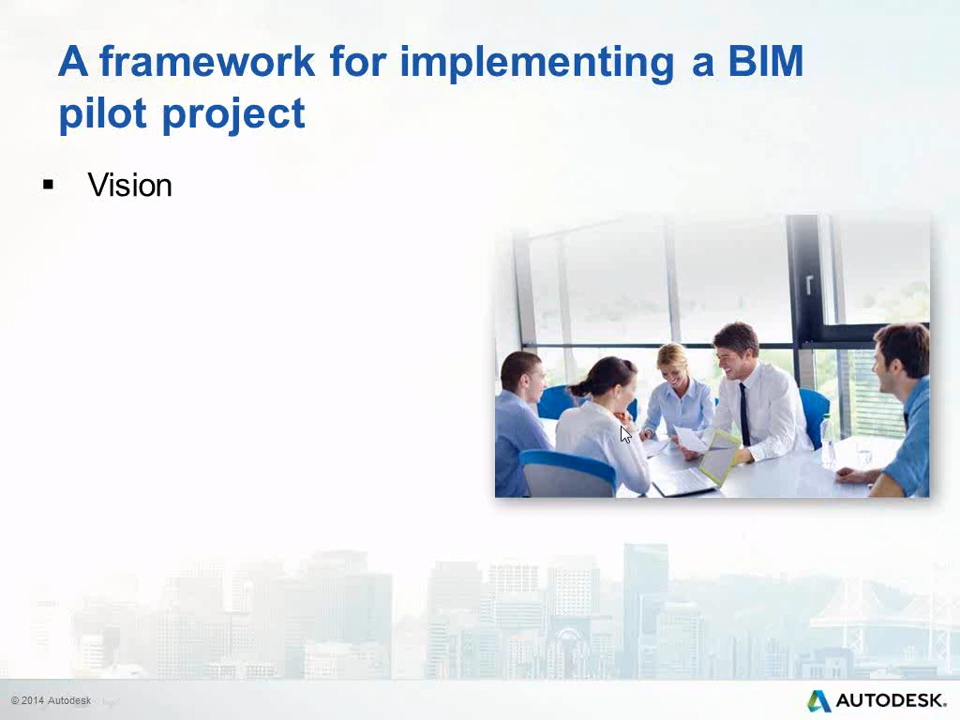 A framework for implementing a BIM
pilot project
▪ Vision
© 2014 Autodesk
AUTODESK.